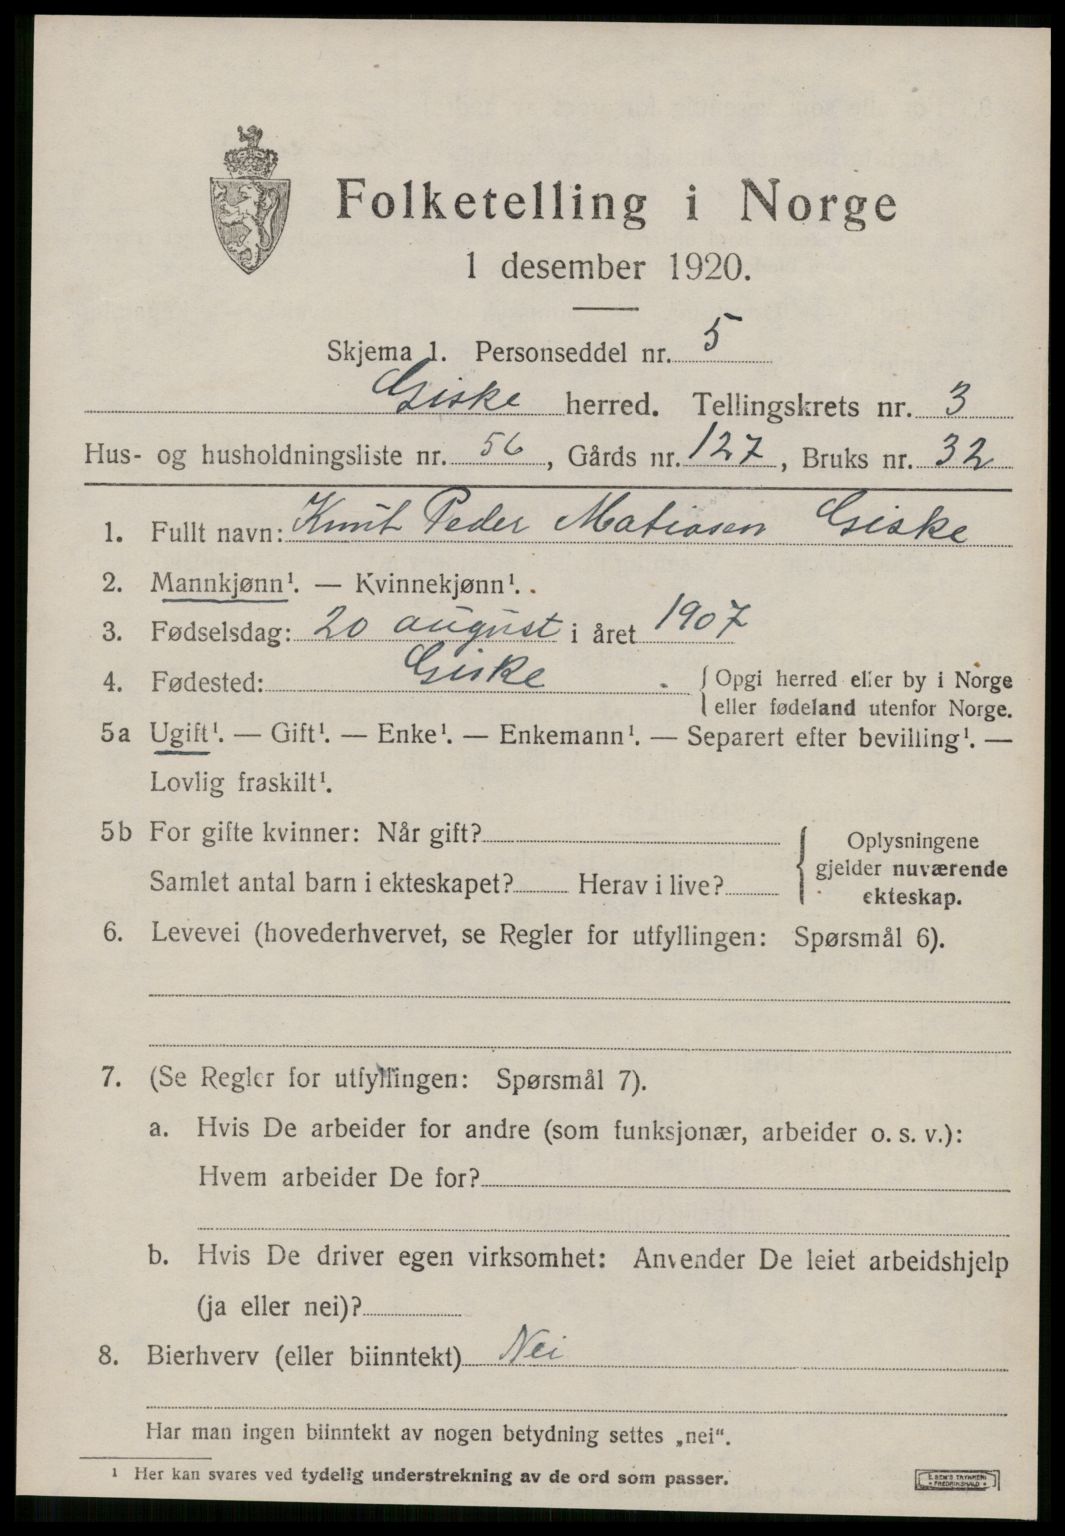 Folketelling i Norge
1 desember 1920.
Skjema 1. Personseddel nr. 5
Giske herred. Tellingskrets nr. 3
Hus- og husholdningsliste nr. 56, Gårds nr. 127, Bruks nr. 32
1. Fullt navn: Knut Peder Matiasen Giske
2. Mannkjønn¹. — Kvinnekjønn¹.
3. Fødselsdag: 20 august i året 1907
4. Fødested: Giske { Opgi herred eller by i Norge
eller fødeland utenfor Norge.
5a Ugift¹. — Gift¹. — Enke¹. — Enkemann¹. — Separert efter bevilling¹. —
Lovlig fraskilt¹.
5b For gifte kvinner: Når gift? { Oplysningene
gjelder nuværende
Samlet antal barn i ekteskapet? Herav i live? ekteskap.
6. Levevei (hovederhvervet, se Regler for utfyllingen: Spørsmål 6).
7. (Se Regler for utfyllingen: Spørsmål 7).
a. Hvis De arbeider for andre (som funksjonær, arbeider o. s. v.):
Hvem arbeider De for?
b. Hvis De driver egen virksomhet: Anvender De leiet arbeidshjelp
(ja eller nei)?
8. Bierhverv (eller biinntekt) Nei
Har man ingen biinntekt av nogen betydning settes „nei".
¹ Her kan svares ved tydelig understrekning av de ord som passer.